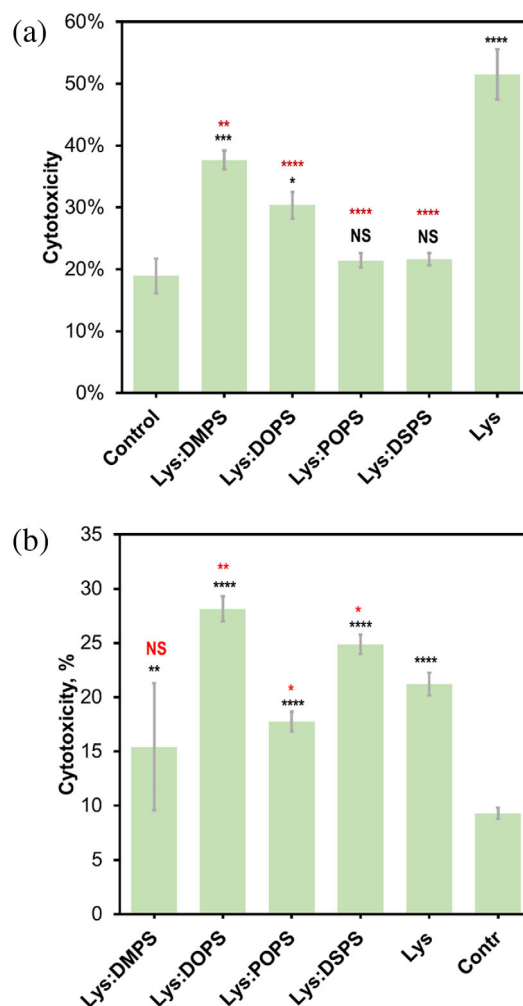 (a)
Cytotoxicity
60%
50%
40%
30%
20%
10%
0%
**
***
****
*
****
NS
****
NS
****
Control
Lys:DMPS
Lys:DOPS
Lys:POPS
Lys:DSPS
Lys
(b)
Cytotoxicity, %
35
30
25
20
15
10
5
0
NS
**
**
****
*
****
*
****
****
Lys:DMPS
Lys:DOPS
Lys:POPS
Lys:DSPS
Lys
Contr